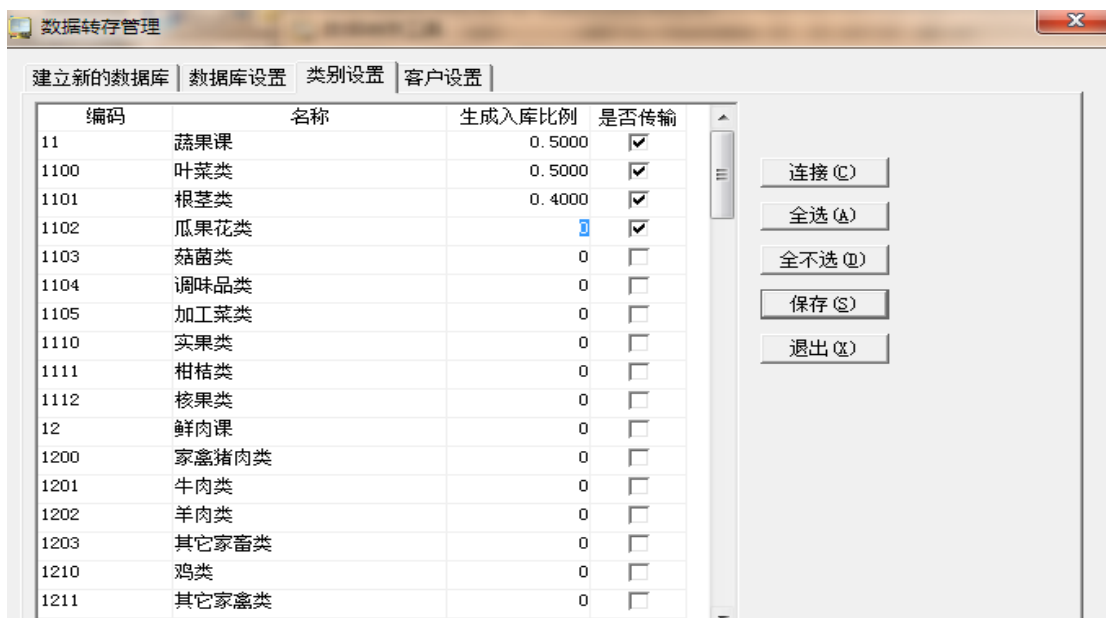 数据转存管理
建立新的数据库 数据库设置 类别设置 客户设置
编码 名称 生成入库比例 是否传输
11 蔬果课 0.5000
1100 叶菜类 0.5000
1101 根茎类 0.4000
1102 瓜果花类 0
1103 菇菌类 0
1104 调味品类 0
1105 加工菜类 0
1110 实果类 0
1111 柑桔类 0
1112 核果类 0
12 鲜肉课 0
1200 家禽猪肉类 0
1201 牛肉类 0
1202 羊肉类 0
1203 其它家畜类 0
1210 鸡类 0
1211 其它家禽类 0
连接(C)
全选(A)
全不选(D)
保存(S)
退出(X)